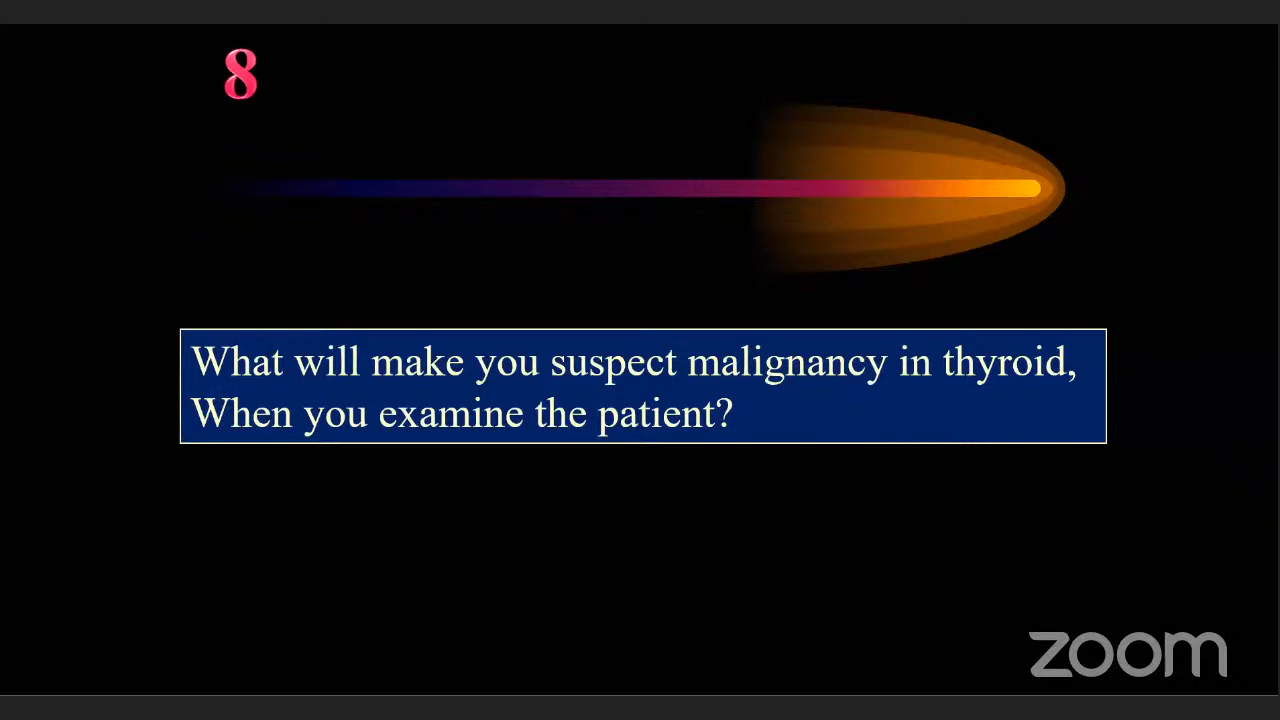 8
What will make you suspect malignancy in thyroid,
When you examine the patient?
zoom